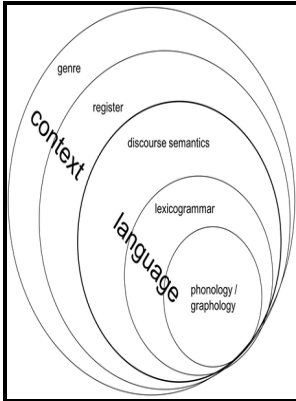 genre
context
register
discourse semantics
lexicogrammar
language
phonology /
graphology